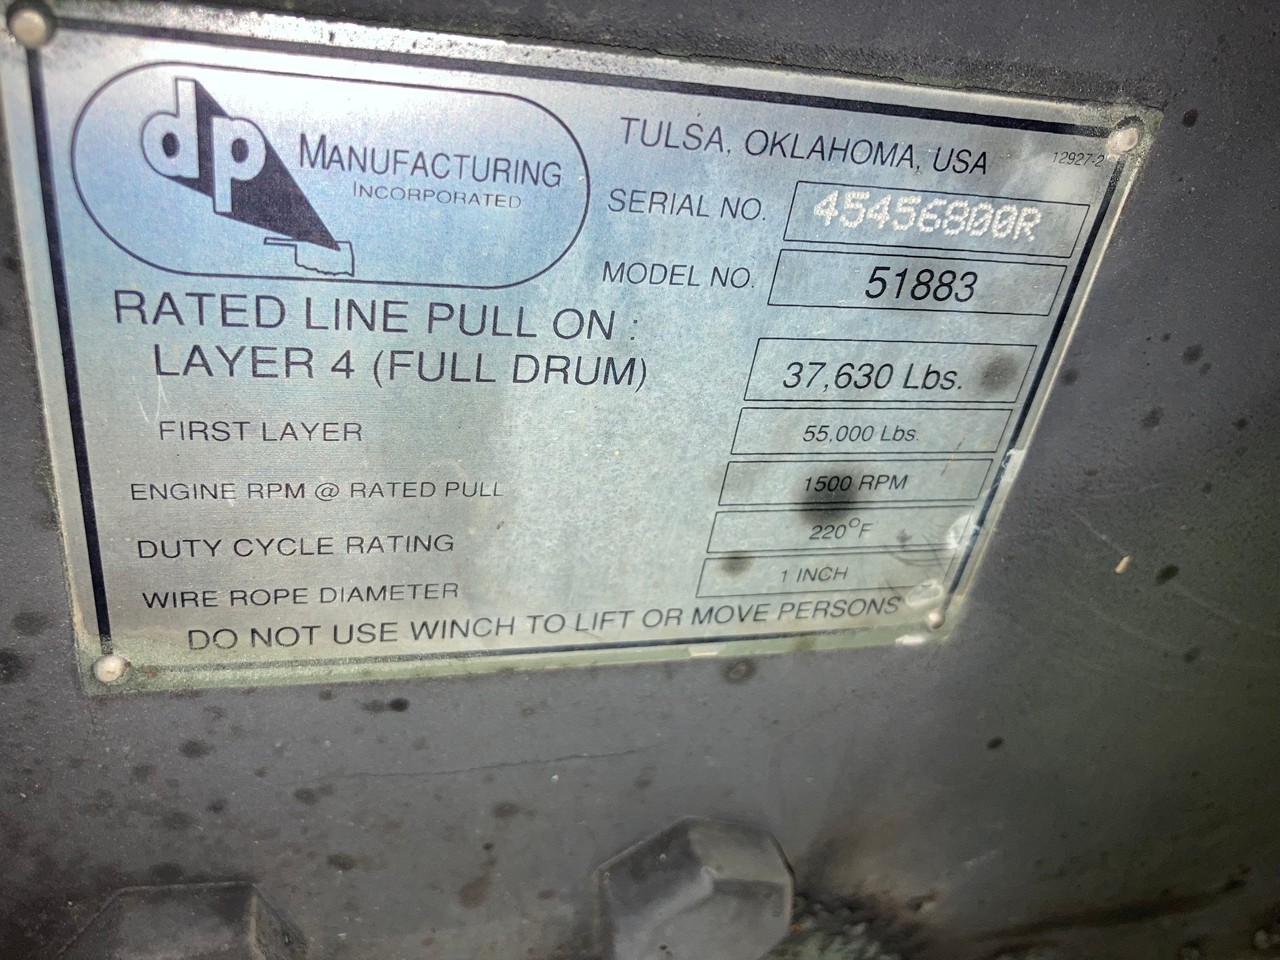 dp MANUFACTURING
INCORPORATED
TULSA, OKLAHOMA, USA
12927-2
SERIAL NO. 45456800R
MODEL NO. 51883
RATED LINE PULL ON :
LAYER 4 (FULL DRUM) 37,630 Lbs.
FIRST LAYER 55,000 Lbs.
ENGINE RPM @ RATED PULL 1500 RPM
DUTY CYCLE RATING 220°F
WIRE ROPE DIAMETER 1 INCH
DO NOT USE WINCH TO LIFT OR MOVE PERSONS